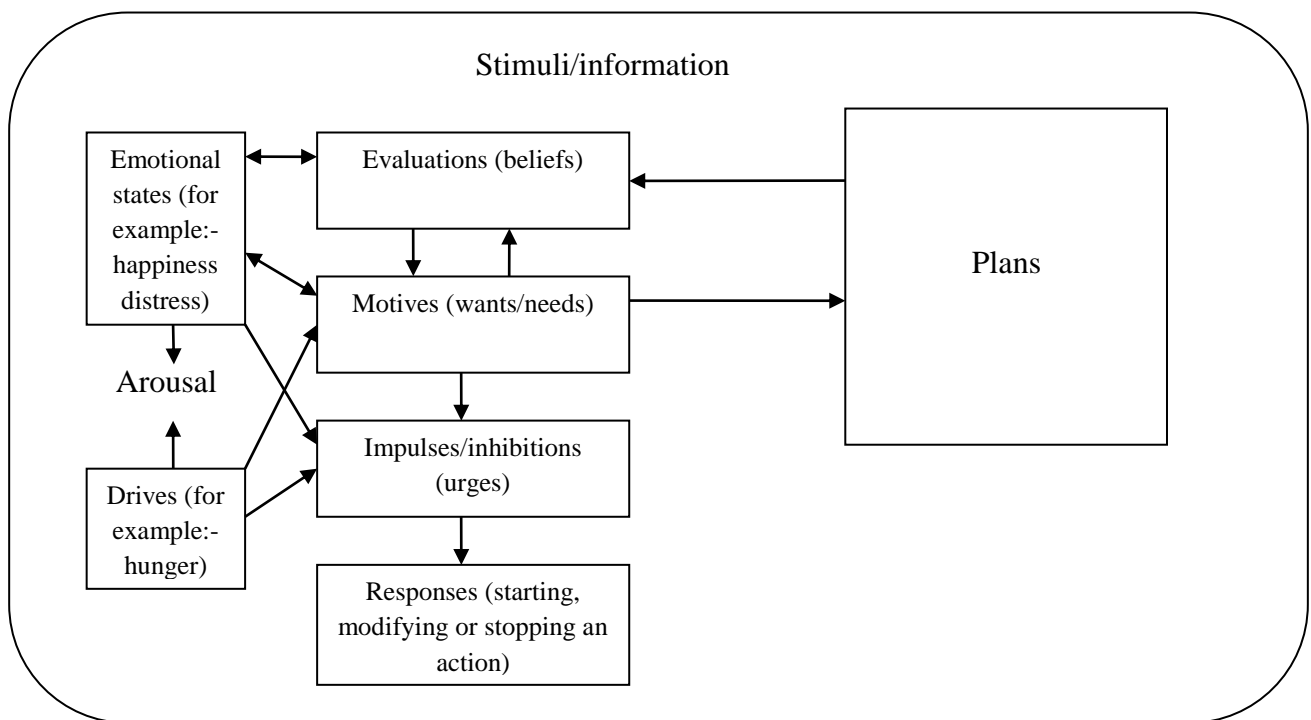 Stimuli/information
Emotional
states (for
example:-
happiness
distress)
Evaluations (beliefs)
Plans
Motives (wants/needs)
Arousal
Impulses/inhibitions
(urges)
Drives (for
example:-
hunger)
Responses (starting,
modifying or stopping an
action)